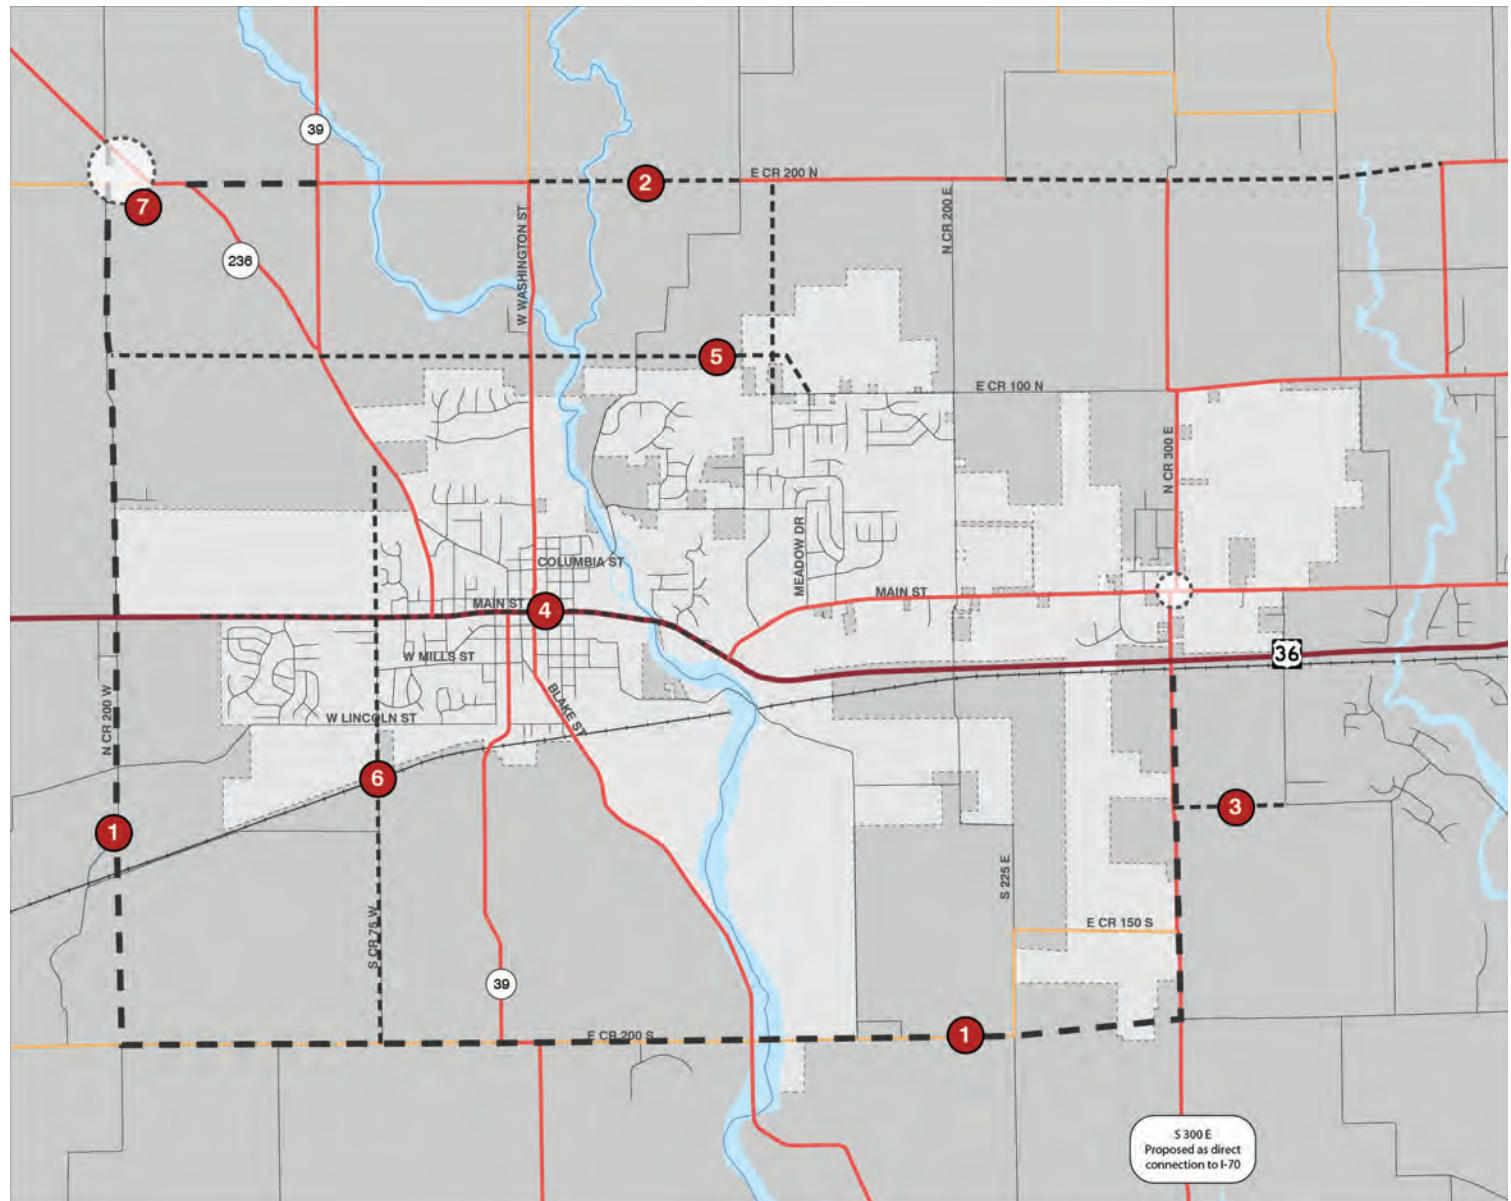 39
2
E CR 200 N
7
W WASHINGTON ST
N CR 200 E
236
5
E CR 100 N
N CR 300 E
MEADOW DR
COLUMBIA ST
MAIN ST
4
MAIN ST
W MILLS ST
36
BLAKE ST
N CR 200 W
W LINCOLN ST
6
3
1
S 225 E
E CR 150 S
S CR 75 W
39
E CR 200 S
1
S 300 E
Proposed as direct
connection to I-70